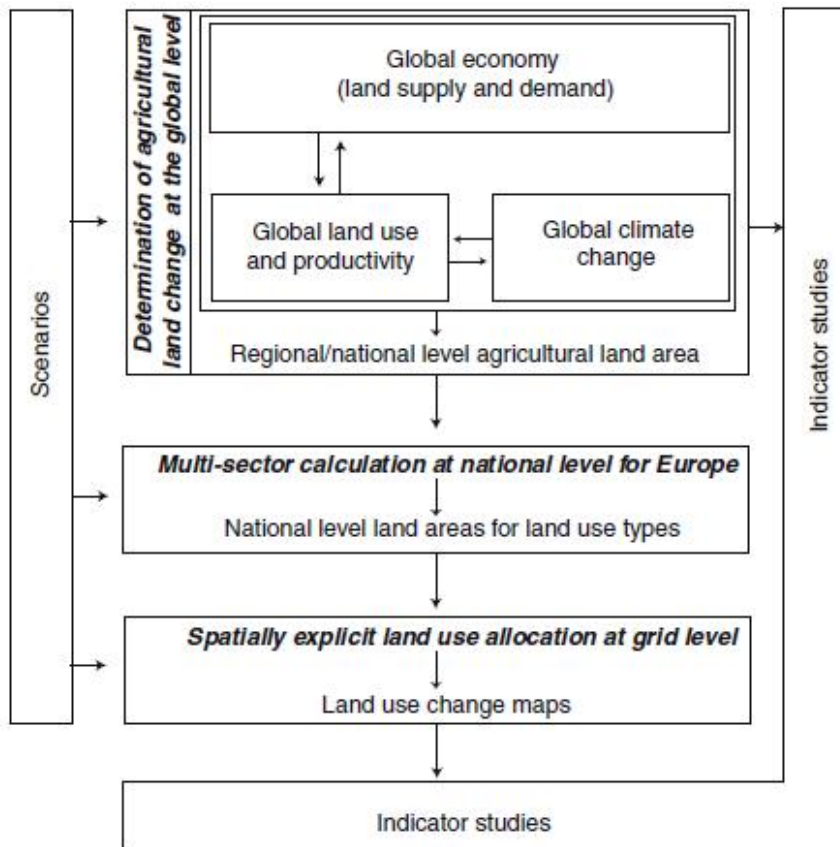 Scenarios
Determination of agricultural
land change at the global level
Global economy
(land supply and demand)
Global land use
and productivity
Global climate
change
Regional/national level agricultural land area
Multi-sector calculation at national level for Europe
National level land areas for land use types
Spatially explicit land use allocation at grid level
Land use change maps
Indicator studies
Indicator studies